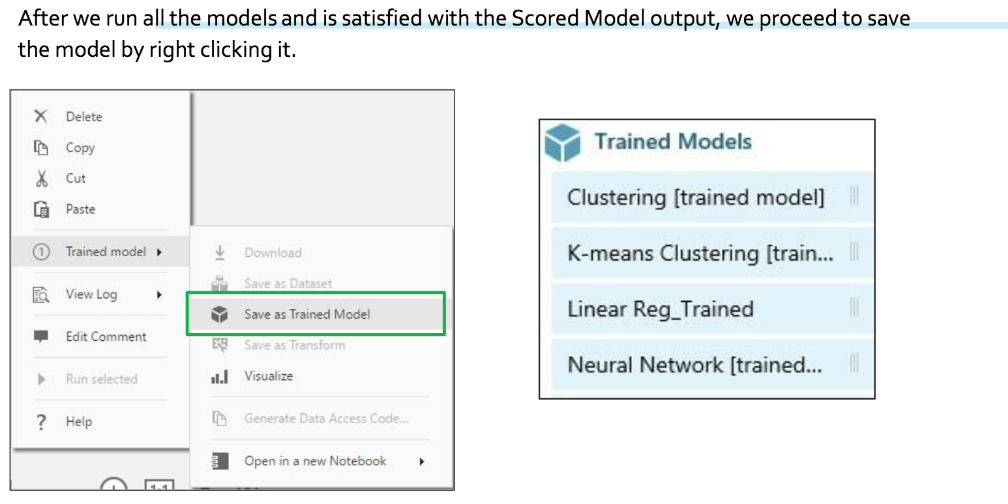 After we run all the models and is satisfied with the Scored Model output, we proceed to save
the model by right clicking it.
Delete
Copy
Cut
Paste
1 Trained model
View Log
Edit Comment
Run selected
? Help
Download
Save as Dataset
Save as Trained Model
Save as Transform
Visualize
Generate Data Access Code...
Open in a new Notebook
Trained Models
Clustering [trained model]
K-means Clustering [train...
Linear Reg_Trained
Neural Network [trained...